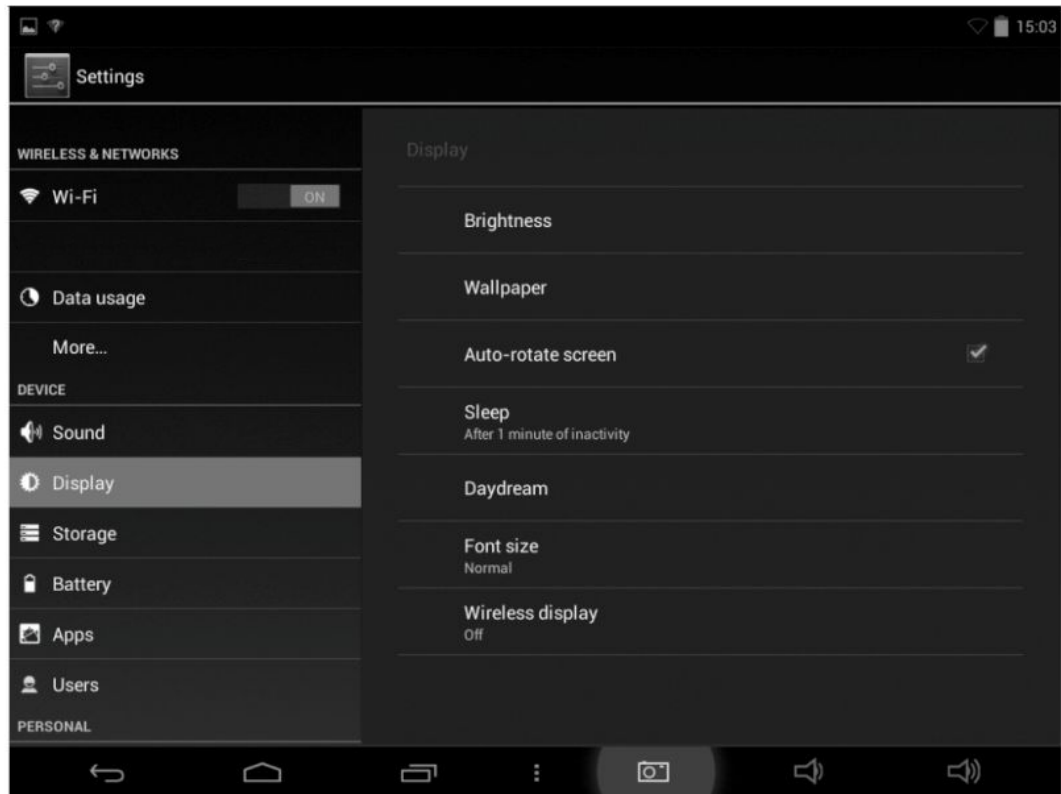 15:03
Settings
WIRELESS & NETWORKS
Wi-Fi
ON
Data usage
More...
DEVICE
Sound
Display
Storage
Battery
Apps
Users
PERSONAL
Display
Brightness
Wallpaper
Auto-rotate screen
Sleep
After 1 minute of inactivity
Daydream
Font size
Normal
Wireless display
Off